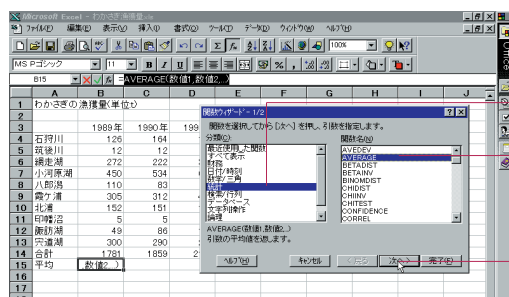 Microsoft Excel - わかさぎ漁獲量.xls
ファイル(F) 編集(E) 表示(V) 挿入(I) 書式(O) ツール(T) データ(D) ウィンドウ(W) ヘルプ(H)
100%
MS Pゴシック 11 B I U
B15 =AVERAGE(数値1,数値2,...)
Office
A B C D E F G H I J
1 わかさぎの漁獲量(単位t)
2
3 1989年 1990年 199
4 石狩川 126 164
5 筑後川 12 12
6 網走湖 272 222
7 小河原湖 450 534
8 八郎潟 110 83
9 霞ケ浦 305 312
10 北浦 152 151
11 印幡沼 5 5
12 諏訪湖 49 86
13 宍道湖 300 290
14 合計 1781 1859 2
15 平均 ,数値2,...)
16
17
関数ウィザード - 1/2
関数を選択してから [次へ] を押し、引数を指定します。
分類(C): 関数名(N):
最近使用した関数
すべて表示
財務
日付/時刻
数学/三角
統計
検索/行列
データベース
文字列操作
論理
AVEDEV
AVERAGE
BETADIST
BETAINV
BINOMDIST
CHIDIST
CHIINV
CHITEST
CONFIDENCE
CORREL
AVERAGE(数値1,数値2,...)
引数の平均値を返します。
ヘルプ(H) キャンセル < 戻る 次へ > 完了(F)